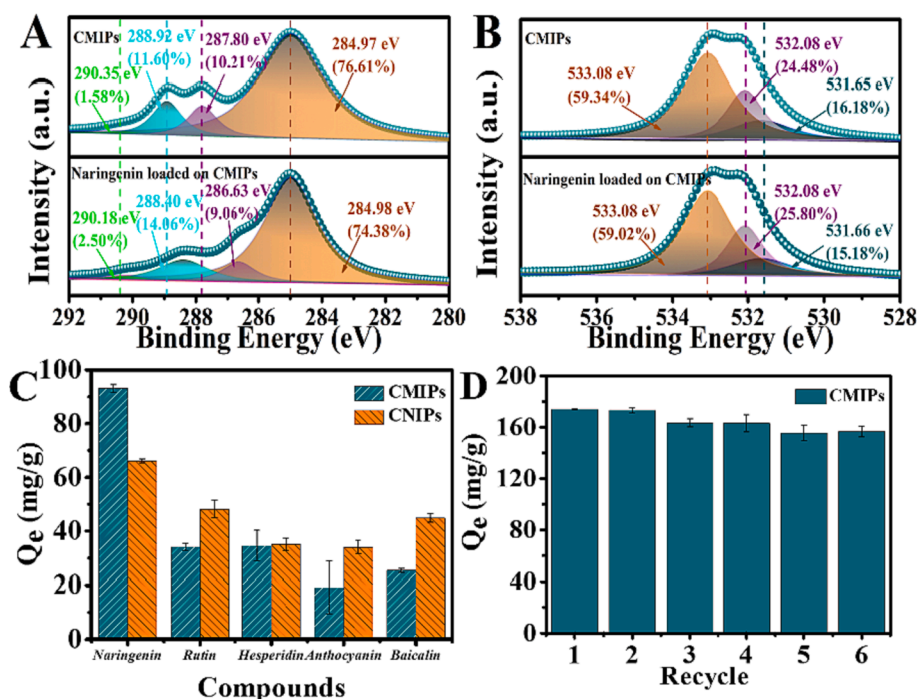 A
CMIPs
290.35 eV
(1.58%)
288.92 eV
(11.60%)
287.80 eV
(10.21%)
284.97 eV
(76.61%)
Naringenin loaded on CMIPs
290.18 eV
(2.50%)
288.40 eV
(14.06%)
286.63 eV
(9.06%)
284.98 eV
(74.38%)
Intensity (a.u.)
292 290 288 286 284 282 280
Binding Energy (eV)
B
CMIPs
533.08 eV
(59.34%)
532.08 eV
(24.48%)
531.65 eV
(16.18%)
Naringenin loaded on CMIPs
533.08 eV
(59.02%)
532.08 eV
(25.80%)
531.66 eV
(15.18%)
Intensity (a.u.)
538 536 534 532 530 528
Binding Energy (eV)
C
CMIPs
CNIPs
Qe (mg/g)
100
80
60
40
20
0
Naringenin Rutin Hesperidin Anthocyanin Baicalin
Compounds
D
CMIPs
Qe (mg/g)
200
160
120
80
40
0
1 2 3 4 5 6
Recycle